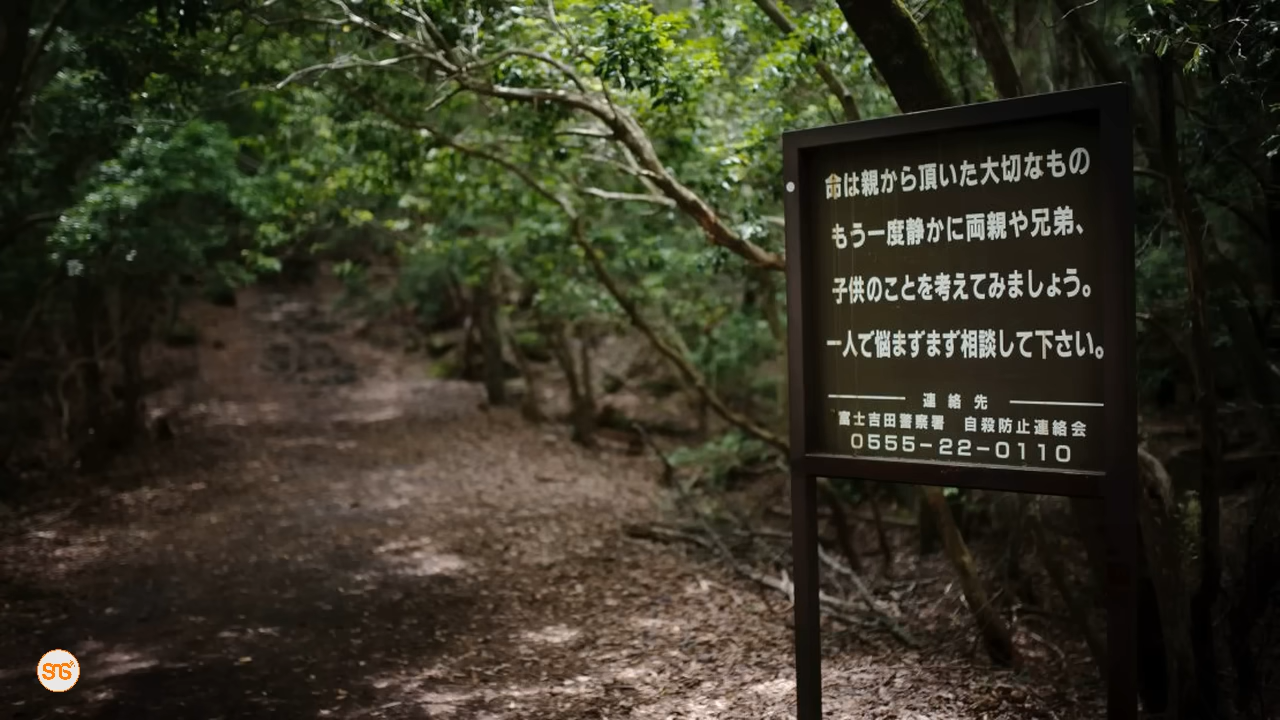 命は親から頂いた大切なもの
もう一度静かに両親や兄弟、
子供のことを考えてみましょう。
一人で悩まずまず相談して下さい。
連絡先
富士吉田警察署 自殺防止連絡会
0555-22-0110
SNS